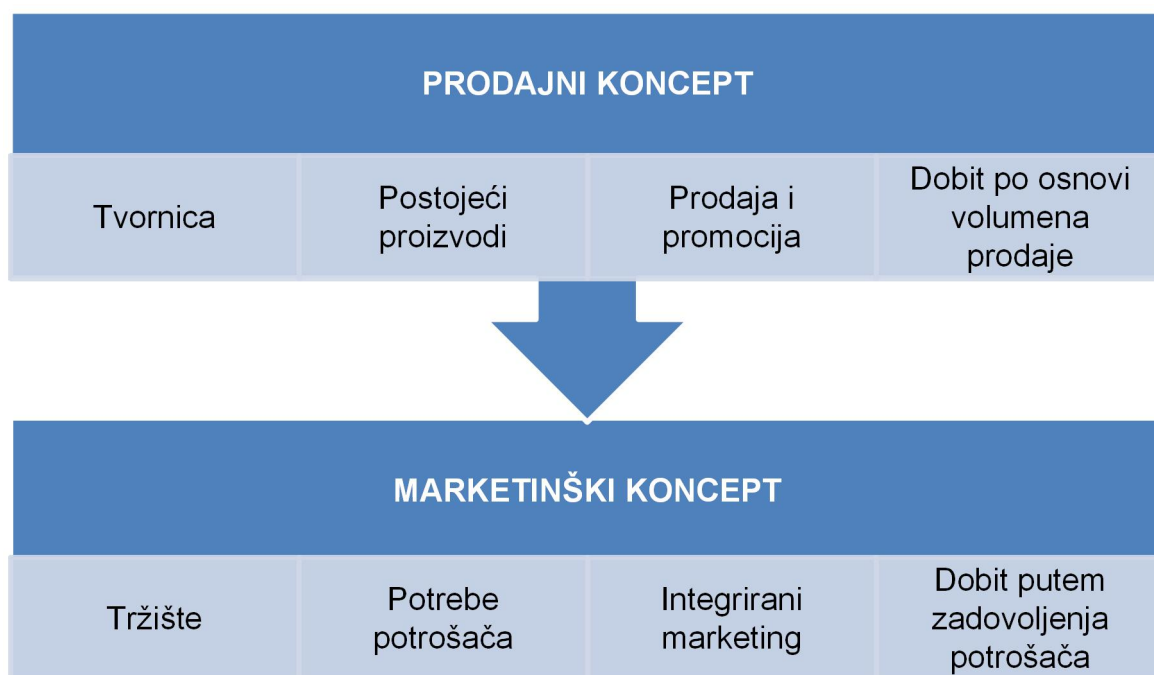 PRODAJNI KONCEPT
Tvornica
Postojeći
proizvodi
Prodaja i
promocija
Dobit po osnovi
volumena
prodaje
MARKETINŠKI KONCEPT
Tržište
Potrebe
potrošača
Integrirani
marketing
Dobit putem
zadovoljenja
potrošača